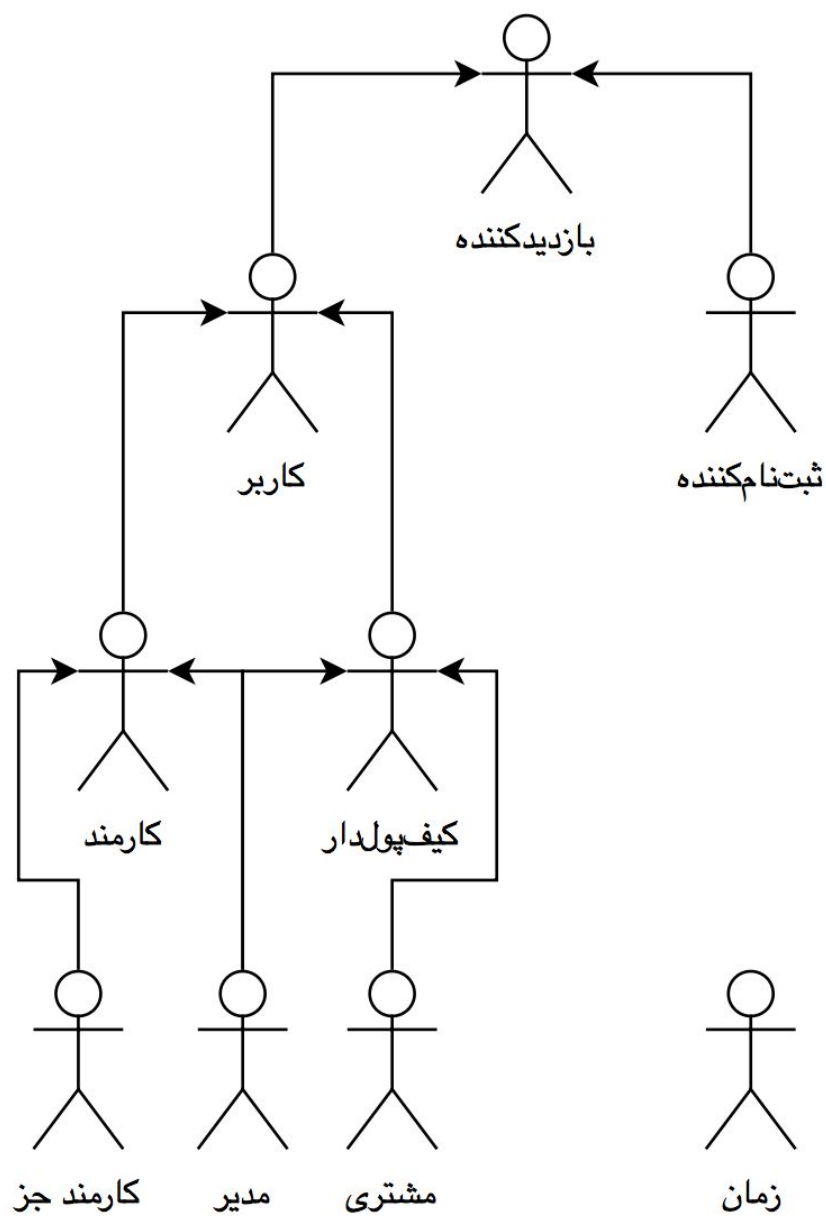 بازدیدکننده
ثبت‌نام‌کننده
کاربر
کیف‌پول‌دار
کارمند
زمان
مشتری
مدیر
کارمند جز